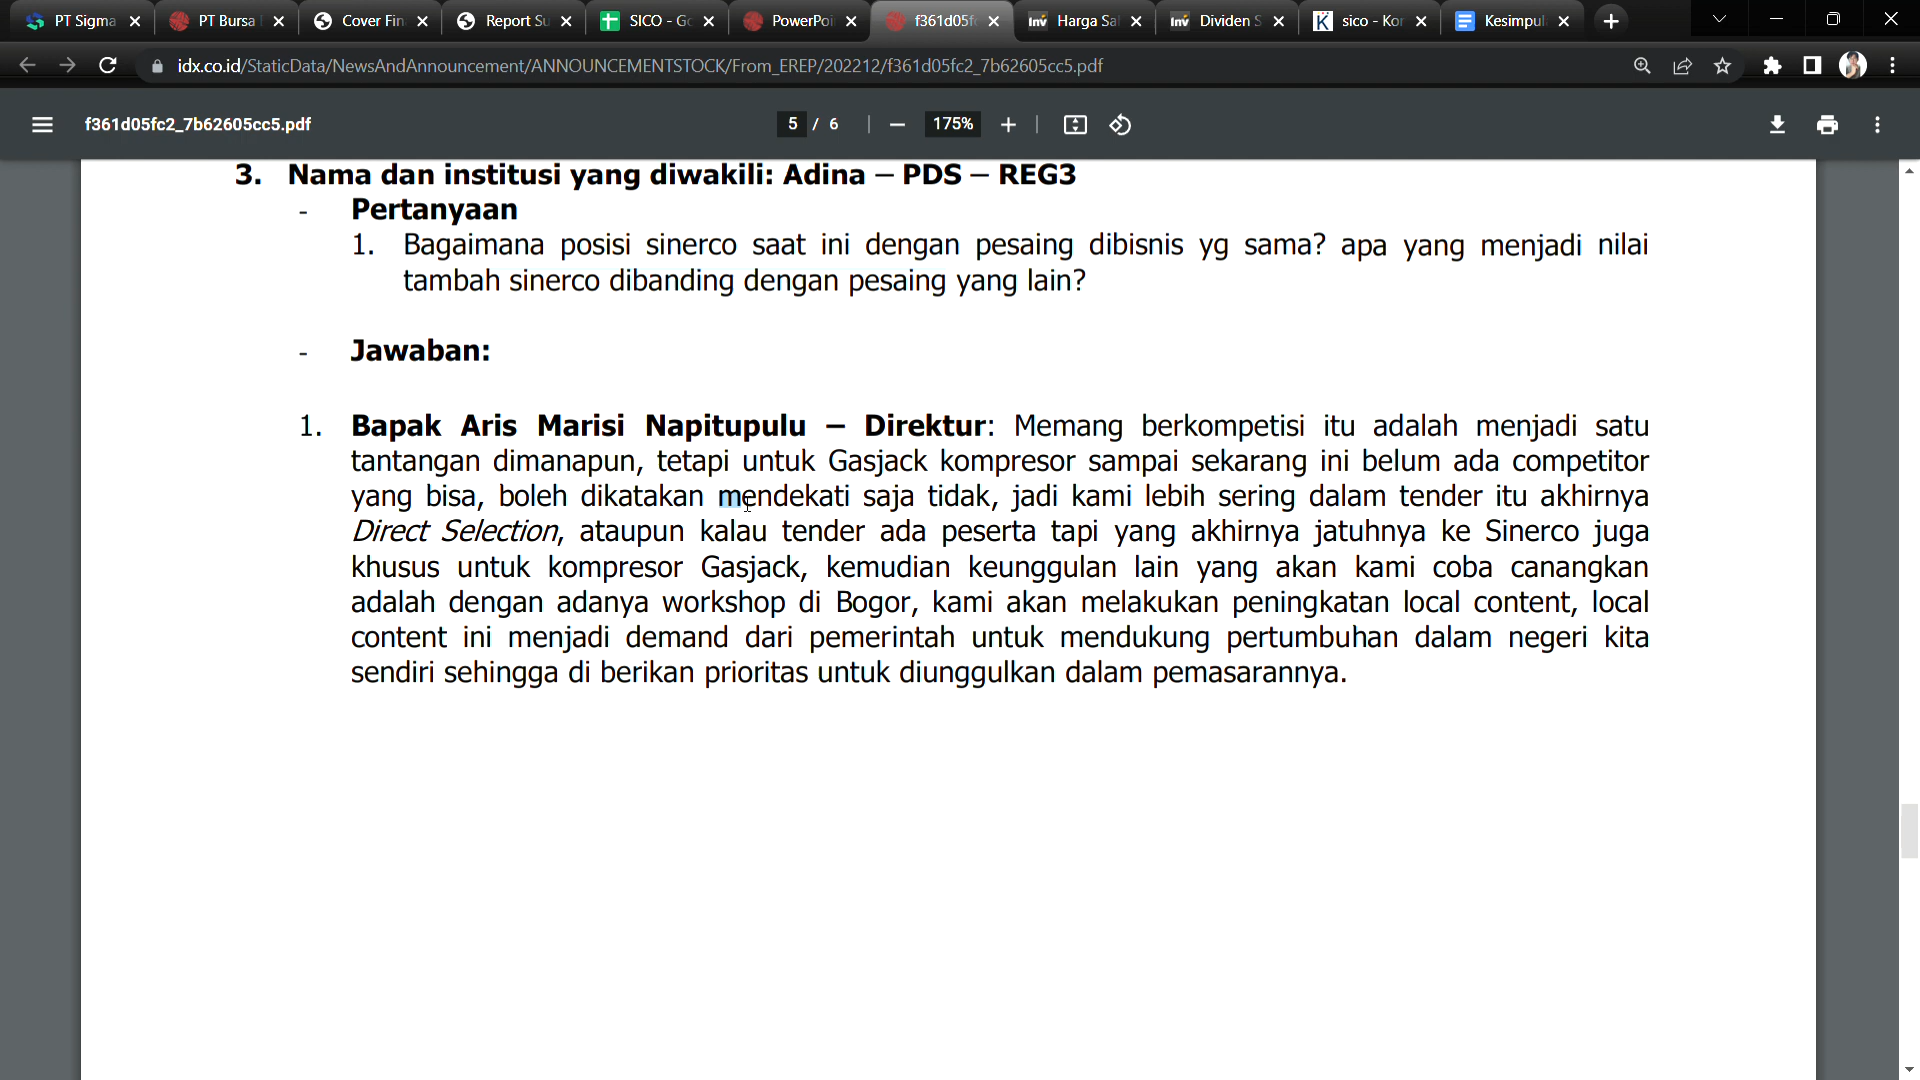 PT Sigma
PT Bursa
Cover Fin
Report Su
SICO - Go
PowerPoi
f361d05f
Harga Sa
Dividen S
sico - Kon
Kesimpul
idx.co.id/StaticData/NewsAndAnnouncement/ANNOUNCEMENTSTOCK/From_EREP/202212/f361d05fc2_7b62605cc5.pdf
f361d05fc2_7b62605cc5.pdf
5 / 6
175%
3. Nama dan institusi yang diwakili: Adina – PDS – REG3
- Pertanyaan
1. Bagaimana posisi sinerco saat ini dengan pesaing dibisnis yg sama? apa yang menjadi nilai
tambah sinerco dibanding dengan pesaing yang lain?
- Jawaban:
1. Bapak Aris Marisi Napitupulu – Direktur: Memang berkompetisi itu adalah menjadi satu
tantangan dimanapun, tetapi untuk Gasjack kompresor sampai sekarang ini belum ada competitor
yang bisa, boleh dikatakan mendekati saja tidak, jadi kami lebih sering dalam tender itu akhirnya
Direct Selection, ataupun kalau tender ada peserta tapi yang akhirnya jatuhnya ke Sinerco juga
khusus untuk kompresor Gasjack, kemudian keunggulan lain yang akan kami coba canangkan
adalah dengan adanya workshop di Bogor, kami akan melakukan peningkatan local content, local
content ini menjadi demand dari pemerintah untuk mendukung pertumbuhan dalam negeri kita
sendiri sehingga di berikan prioritas untuk diunggulkan dalam pemasarannya.